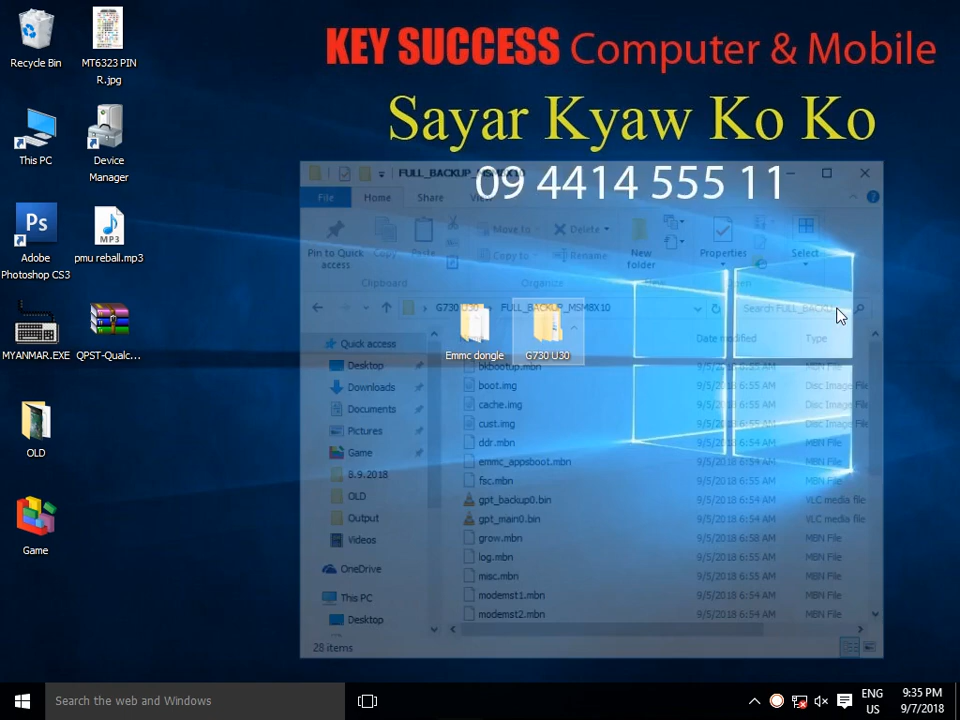 KEY SUCCESS Computer & Mobile
Sayar Kyaw Ko Ko
09 4414 555 11
Recycle Bin
MT6323 PIN
R.jpg
This PC
Device
Manager
Adobe
Photoshop CS3
pmu reball.mp3
MYANMAR.EXE
QPST-Qualc...
OLD
Game
Emmc dongle
G730 U30
FULL_BACKUP_MSM8X10
File
Home
Share
View
Pin to Quick
access
Copy
Paste
Move to
Copy to
Delete
Rename
New
folder
Properties
Select
Clipboard
Organize
Open
G730 U30
FULL_BACKUP_MSM8X10
Search FULL_BACKU
Date modified
Type
Quick access
Desktop
Downloads
Documents
Pictures
Game
8.9.2018
OLD
Output
Videos
OneDrive
This PC
Desktop
bkbootup.mbn 9/5/2018 6:55 AM MBN File
boot.img 9/5/2018 6:55 AM Disc Image File
cache.img 9/5/2018 6:55 AM Disc Image File
cust.img 9/5/2018 6:55 AM Disc Image File
ddr.mbn 9/5/2018 6:54 AM MBN File
emmc_appsboot.mbn 9/5/2018 6:54 AM MBN File
fsc.mbn 9/5/2018 6:55 AM MBN File
gpt_backup0.bin 9/5/2018 6:54 AM VLC media file
gpt_main0.bin 9/5/2018 6:54 AM VLC media file
grow.mbn 9/5/2018 6:58 AM MBN File
log.mbn 9/5/2018 6:55 AM MBN File
misc.mbn 9/5/2018 6:55 AM MBN File
modemst1.mbn 9/5/2018 6:54 AM MBN File
modemst2.mbn 9/5/2018 6:54 AM MBN File
28 items
Search the web and Windows
ENG
US
9:35 PM
9/7/2018